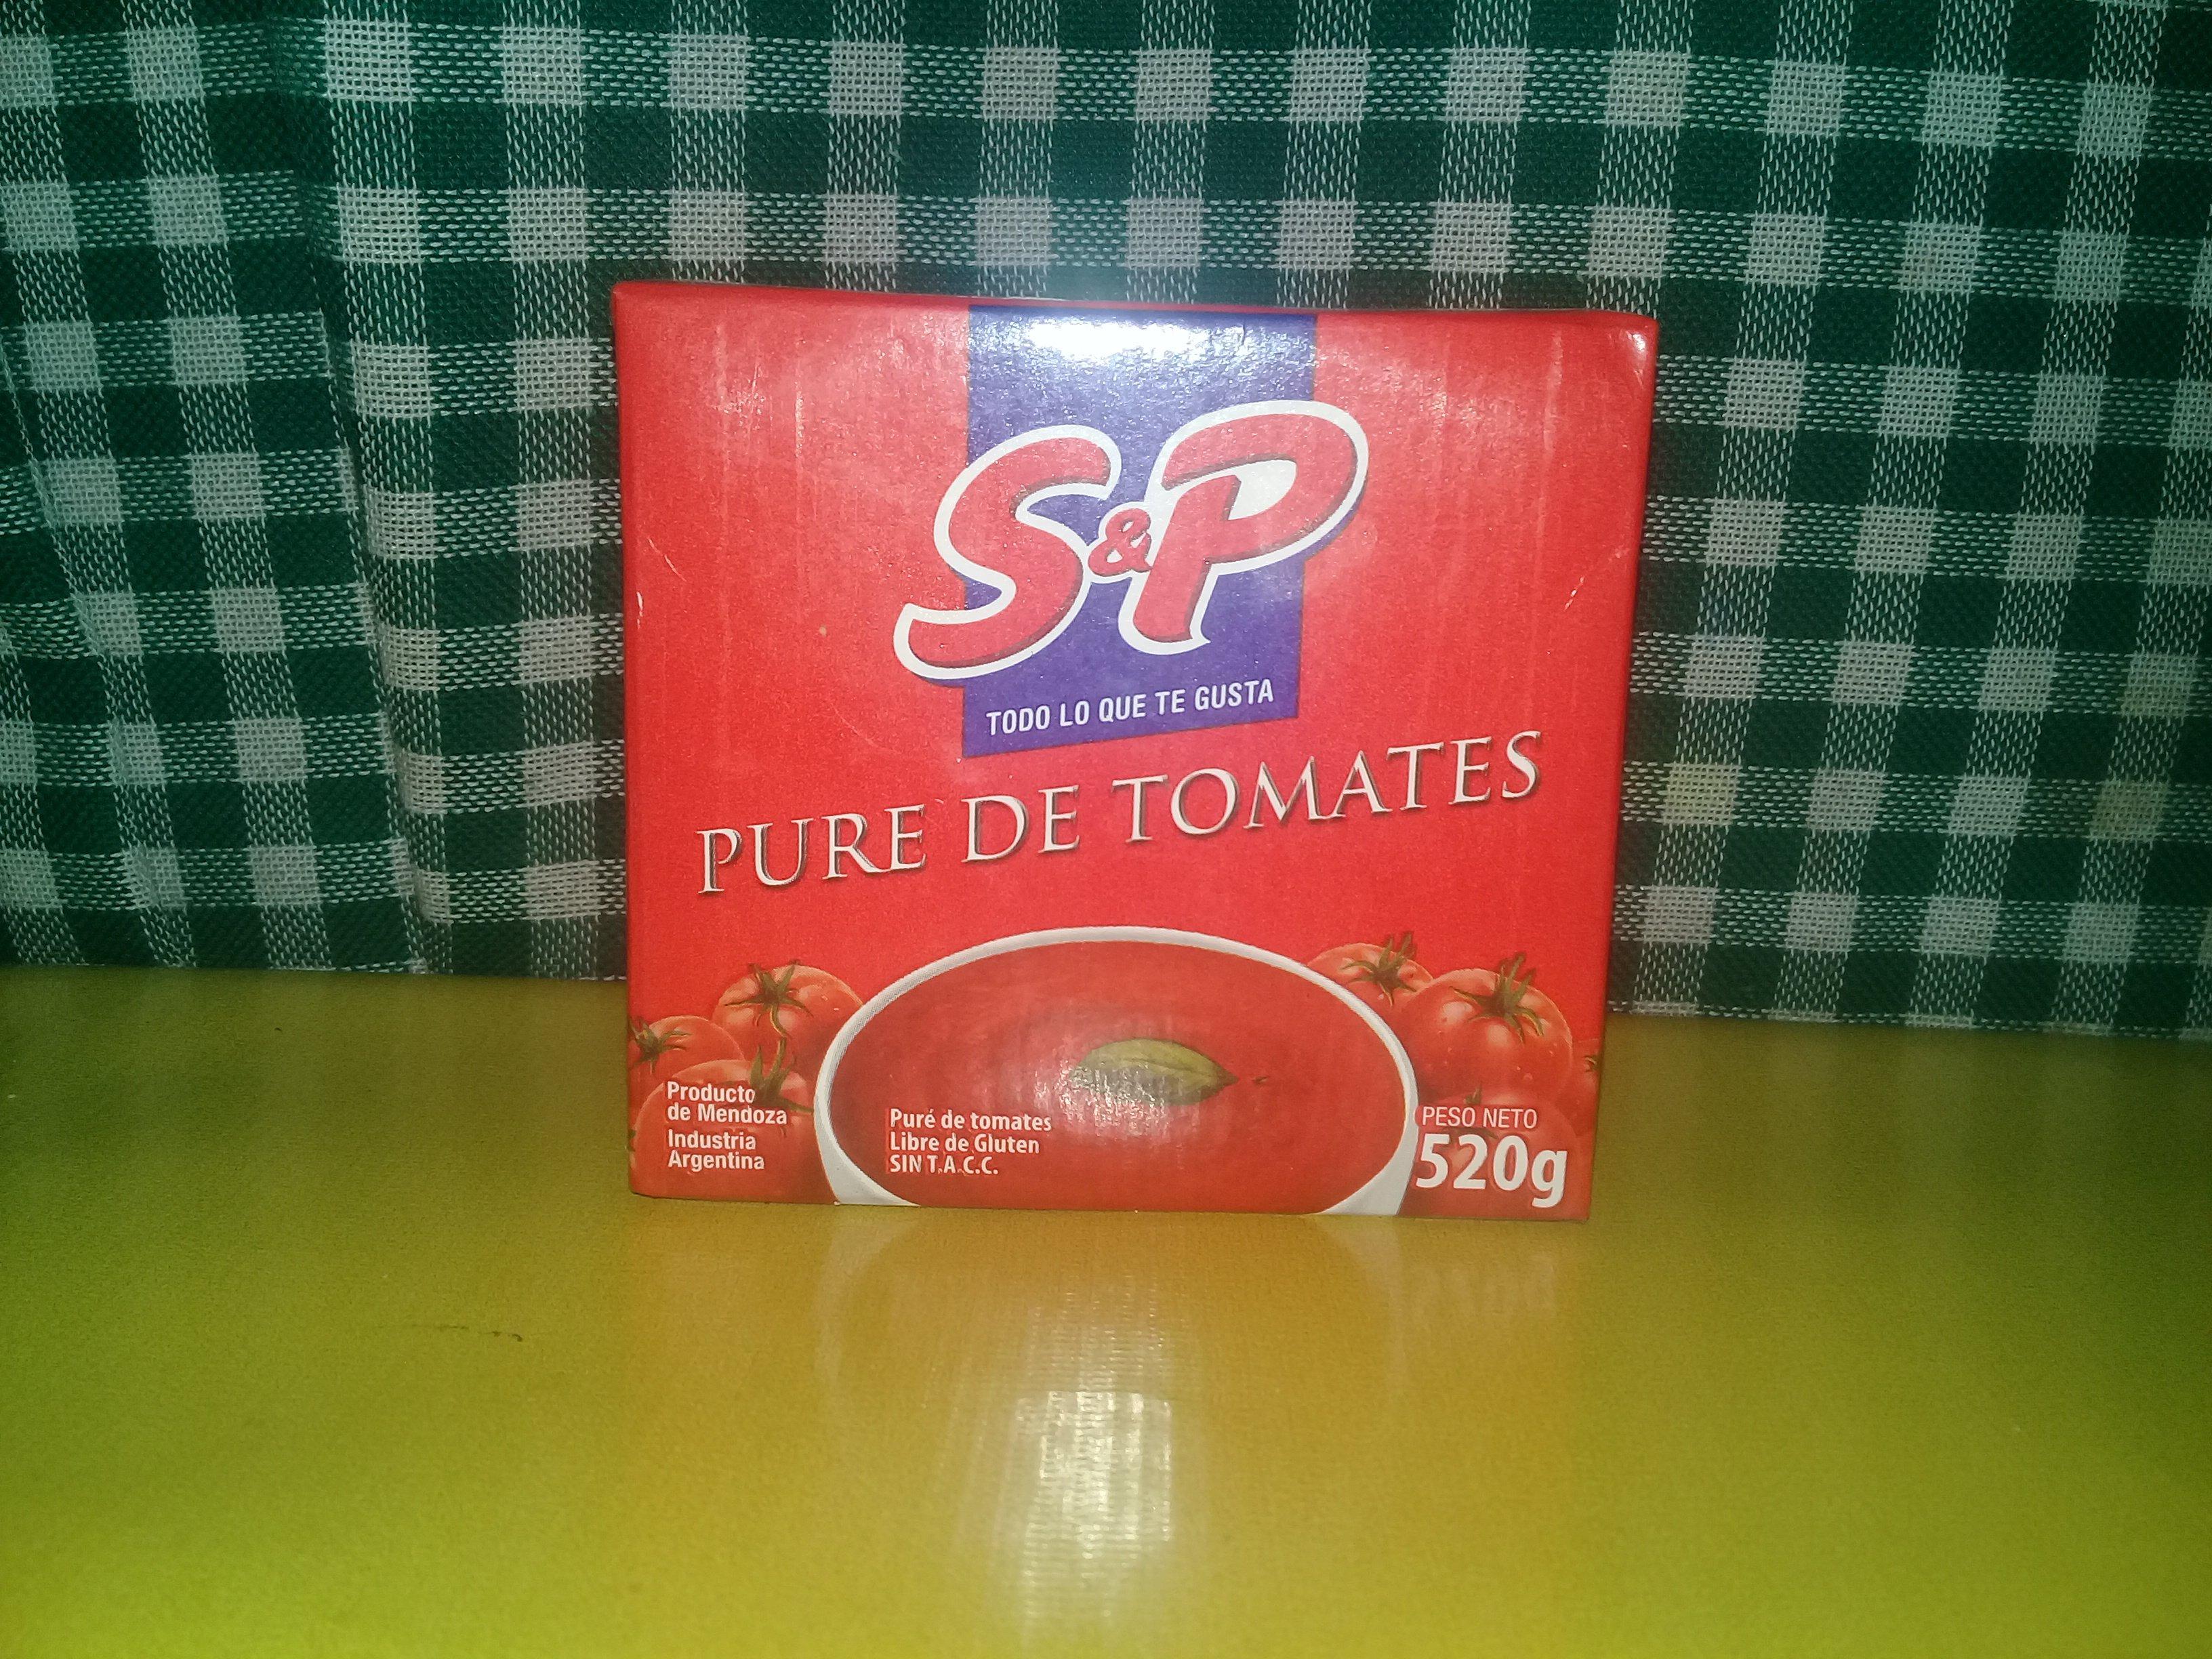 S&P
TODO LO QUE TE GUSTA
PURE DE TOMATES
Producto
de Mendoza
Industria
Argentina
Puré de tomates
Libre de Gluten
SIN T.A.C.C.
PESO NETO
520g